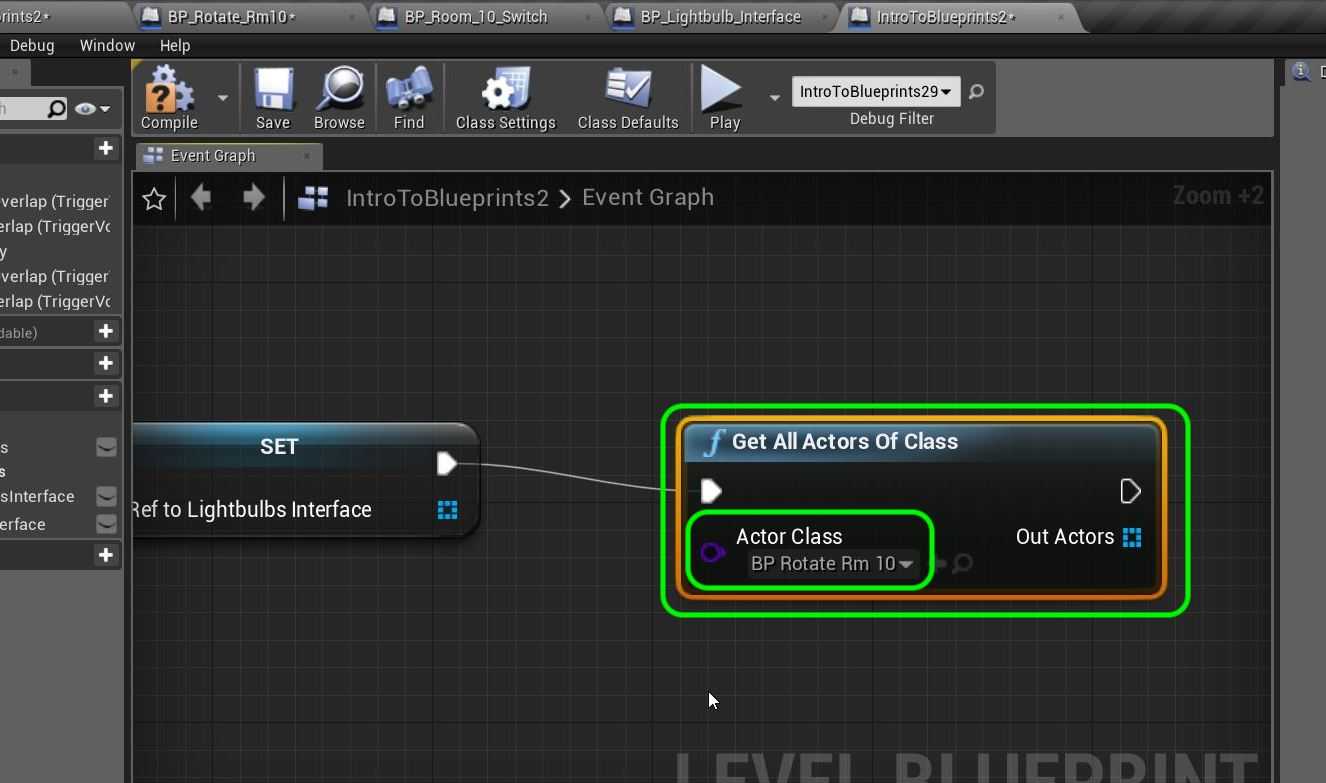 rints2*
BP_Rotate_Rm10*
BP_Room_10_Switch
BP_Lightbulb_Interface
IntroToBlueprints2*
Debug Window Help
Compile
Save
Browse
Find
Class Settings
Class Defaults
Play
IntroToBlueprints29
Debug Filter
Event Graph
IntroToBlueprints2 > Event Graph
Zoom +2
verlap (Trigger
erlap (TriggerVo
y
verlap (Trigger
erlap (TriggerVo
dable)
s
s
sInterface
erface
SET
Ref to Lightbulbs Interface
f Get All Actors Of Class
Actor Class
BP Rotate Rm 10
Out Actors
LEVEL BLUEPRINT